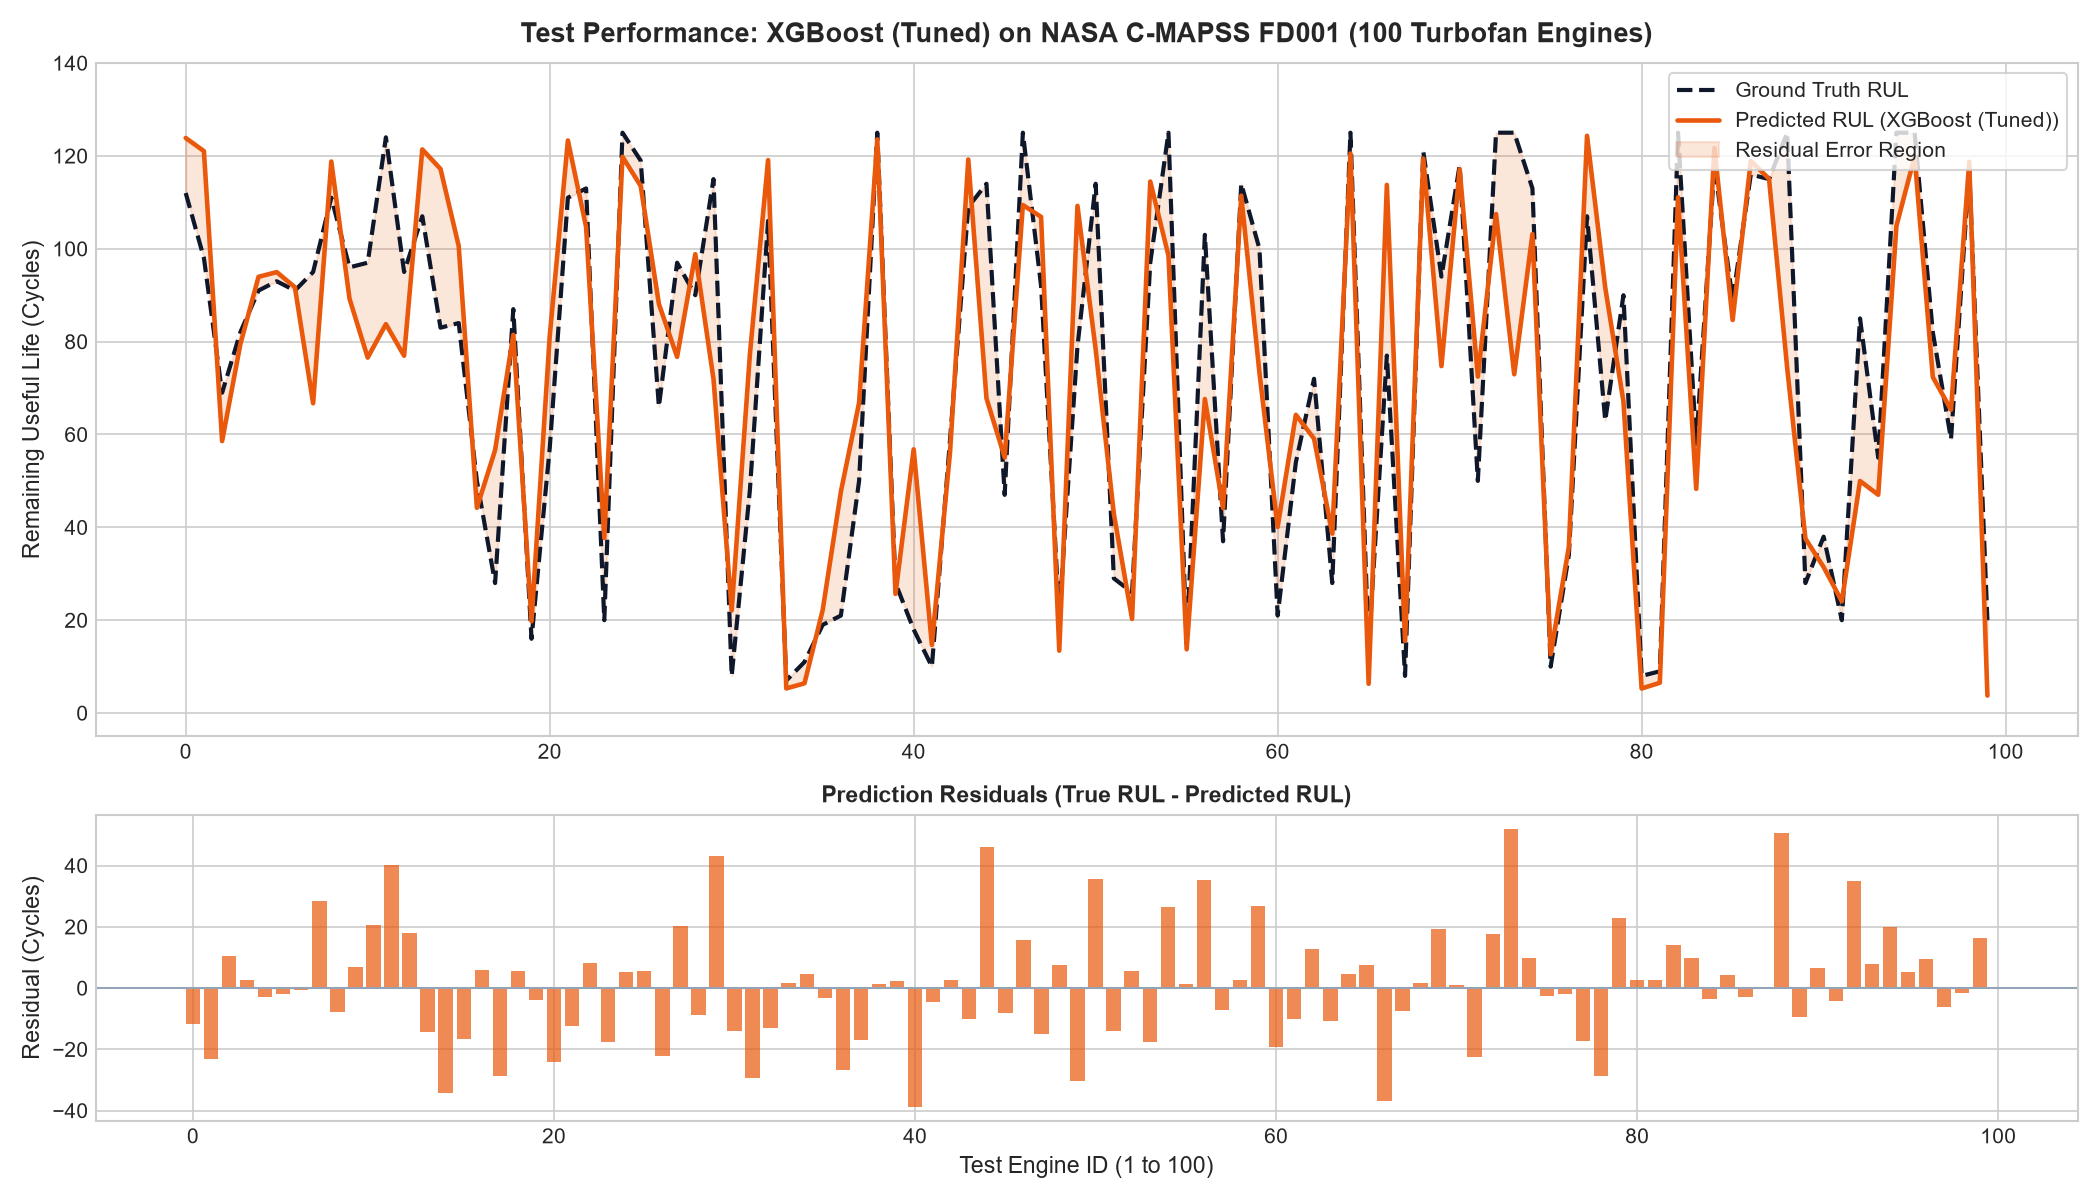 Test Performance: XGBoost (Tuned) on NASA C-MAPSS FD001 (100 Turbofan Engines)
Remaining Useful Life (Cycles)
140
120
100
80
60
40
20
0
Ground Truth RUL
Predicted RUL (XGBoost (Tuned))
Residual Error Region
0 20 40 60 80 100
Prediction Residuals (True RUL - Predicted RUL)
Residual (Cycles)
40
20
0
−20
−40
0 20 40 60 80 100
Test Engine ID (1 to 100)